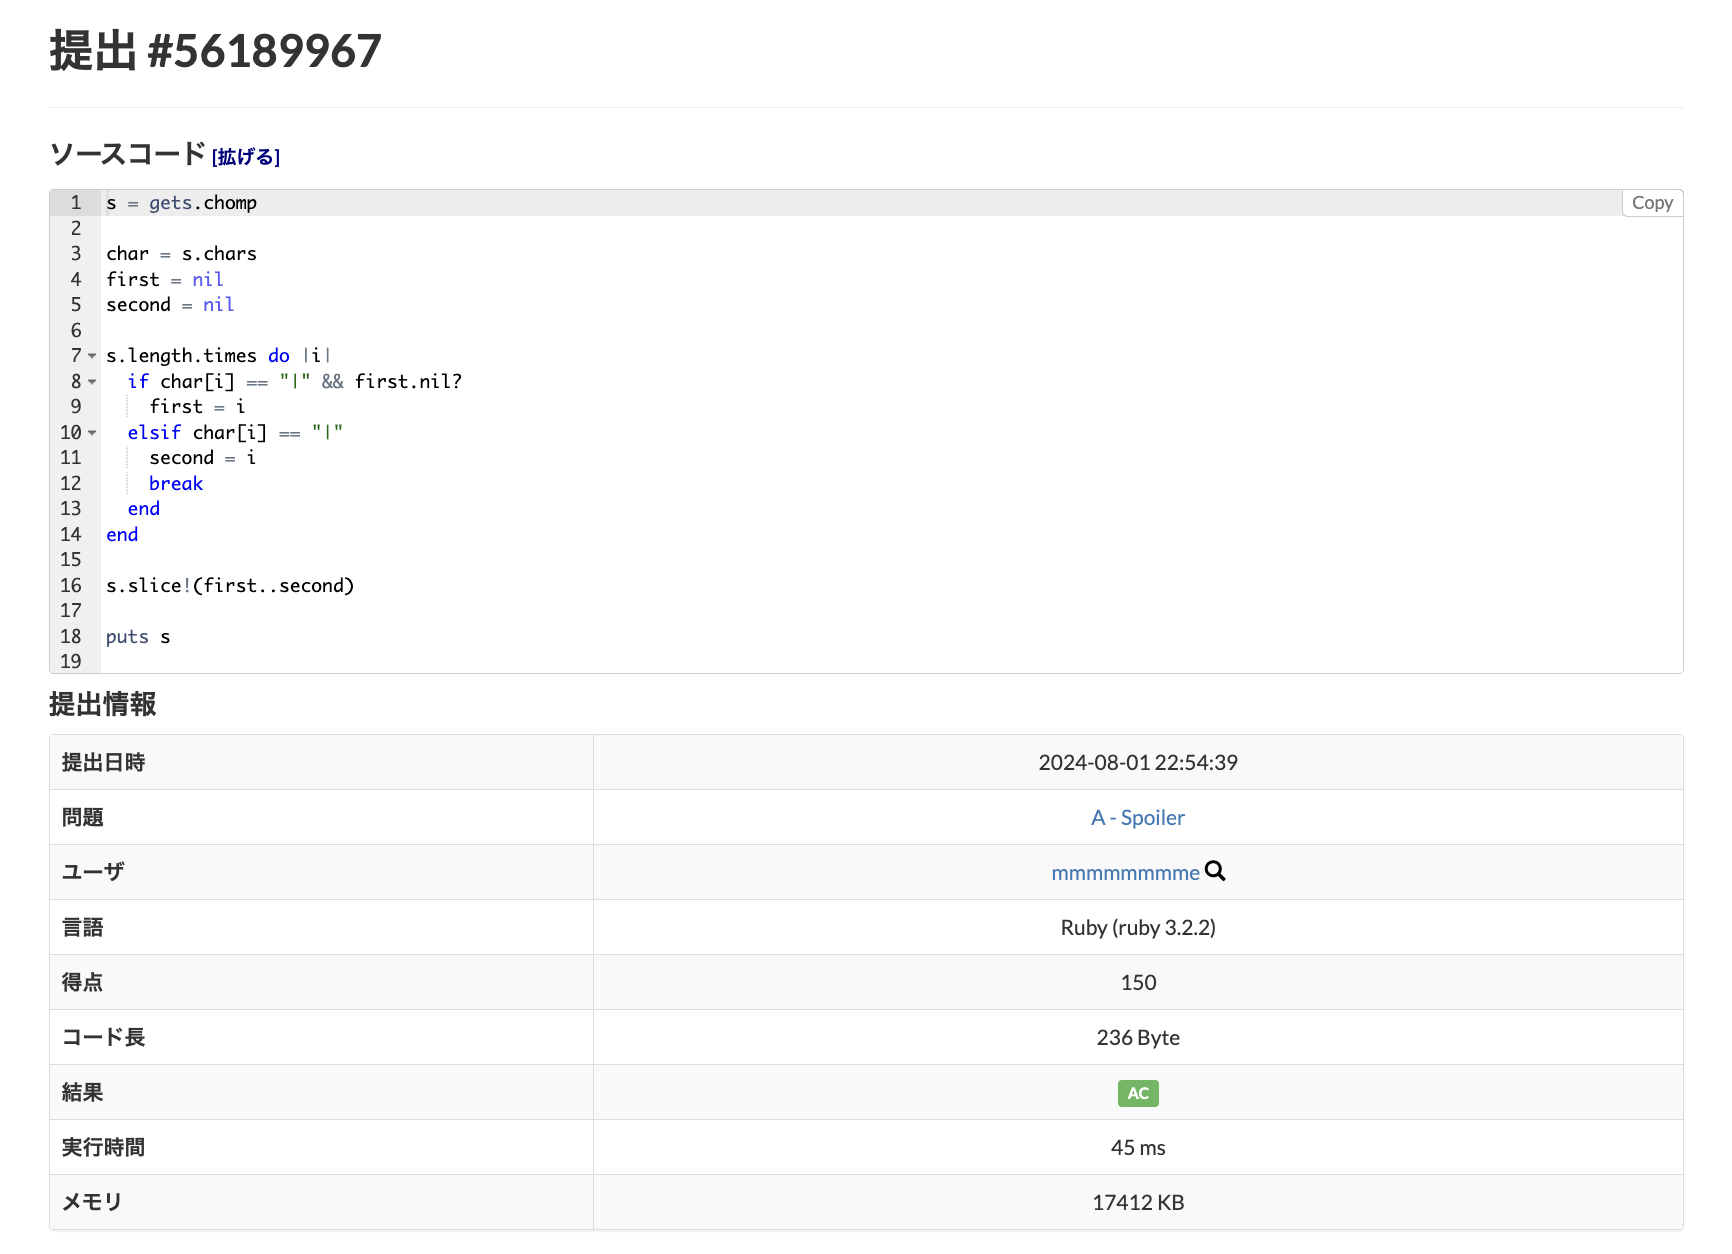 提出 #56189967
ソースコード [拡げる]
Copy
1 s = gets.chomp
2
3 char = s.chars
4 first = nil
5 second = nil
6
7 s.length.times do |i|
8 if char[i] == "|" && first.nil?
9 first = i
10 elsif char[i] == "|"
11 second = i
12 break
13 end
14 end
15
16 s.slice!(first..second)
17
18 puts s
19
提出情報
提出日時 2024-08-01 22:54:39
問題 A - Spoiler
ユーザ mmmmmmmme
言語 Ruby (ruby 3.2.2)
得点 150
コード長 236 Byte
結果 AC
実行時間 45 ms
メモリ 17412 KB